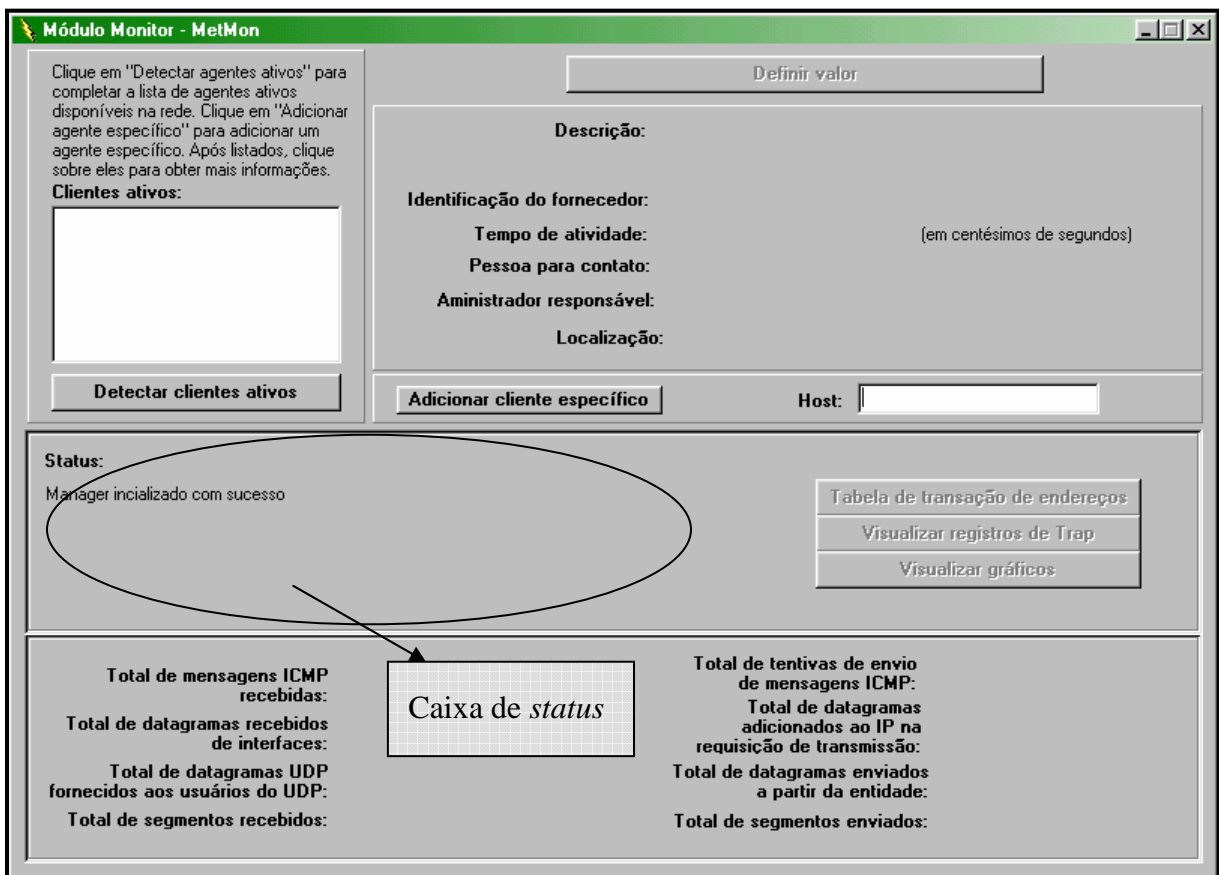 Módulo Monitor - MetMon
Clique em "Detectar agentes ativos" para
completar a lista de agentes ativos
disponíveis na rede. Clique em "Adicionar
agente específico" para adicionar um
agente específico. Após listados, clique
sobre eles para obter mais informações.
Clientes ativos:
Detectar clientes ativos
Definir valor
Descrição:
Identificação do fornecedor:
Tempo de atividade:
(em centésimos de segundos)
Pessoa para contato:
Aministrador responsável:
Localização:
Adicionar cliente específico
Host:
Status:
Manager incializado com sucesso
Tabela de transação de endereços
Visualizar registros de Trap
Visualizar gráficos
Caixa de status
Total de mensagens ICMP
recebidas:
Total de datagramas recebidos
de interfaces:
Total de datagramas UDP
fornecidos aos usuários do UDP:
Total de segmentos recebidos:
Total de tentivas de envio
de mensagens ICMP:
Total de datagramas
adicionados ao IP na
requisição de transmissão:
Total de datagramas enviados
a partir da entidade:
Total de segmentos enviados: